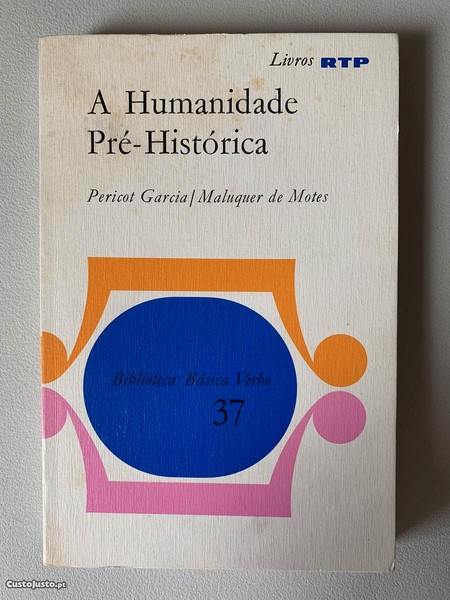 Livros RTP
A Humanidade
Pré-Histórica
Pericot Garcia/Maluquer de Motes
Biblioteca Básica Verbo
37
CustoJusto.pt